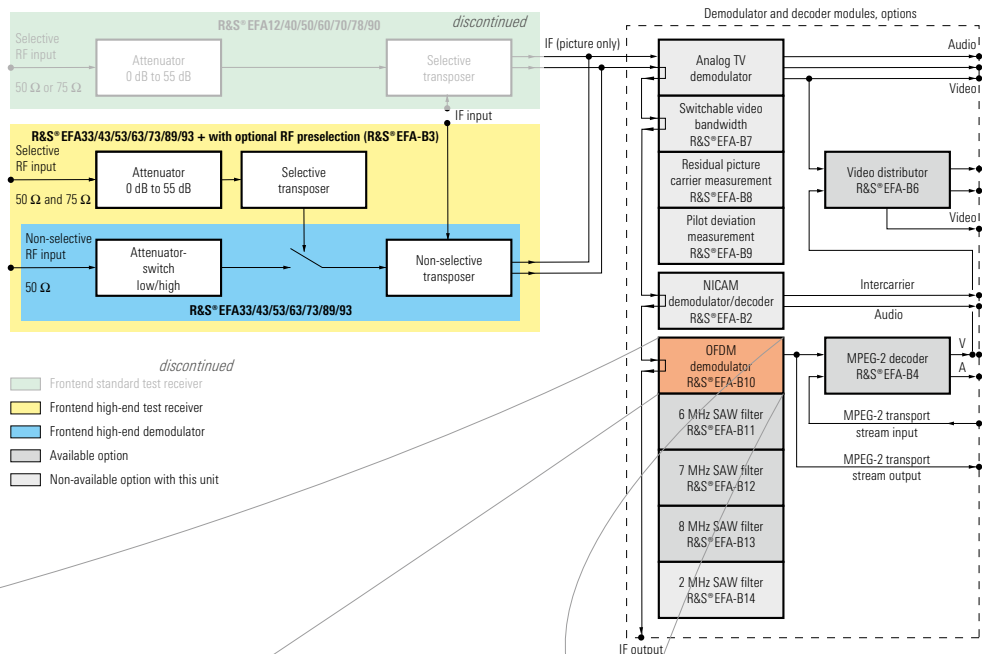 R&S®EFA12/40/50/60/70/78/90
discontinued
Selective
RF input
50 Ω or 75 Ω
Attenuator
0 dB to 55 dB
Selective
transposer
IF (picture only)
IF input
R&S®EFA33/43/53/63/73/89/93 + with optional RF preselection (R&S®EFA-B3)
Selective
RF input
50 Ω and 75 Ω
Attenuator
0 dB to 55 dB
Selective
transposer
Non-selective
RF input
50 Ω
Attenuator-
switch
low/high
Non-selective
transposer
R&S®EFA33/43/53/63/73/89/93
discontinued
Frontend standard test receiver
Frontend high-end test receiver
Frontend high-end demodulator
Available option
Non-available option with this unit
Demodulator and decoder modules, options
Analog TV
demodulator
Audio
Video
Switchable video
bandwidth
R&S®EFA-B7
Residual picture
carrier measurement
R&S®EFA-B8
Pilot deviation
measurement
R&S®EFA-B9
Video distributor
R&S®EFA-B6
Video
NICAM
demodulator/decoder
R&S®EFA-B2
Intercarrier
Audio
OFDM
demodulator
R&S®EFA-B10
MPEG-2 decoder
R&S®EFA-B4
V
A
6 MHz SAW filter
R&S®EFA-B11
MPEG-2 transport
stream input
7 MHz SAW filter
R&S®EFA-B12
MPEG-2 transport
stream output
8 MHz SAW filter
R&S®EFA-B13
2 MHz SAW filter
R&S®EFA-B14
IF output